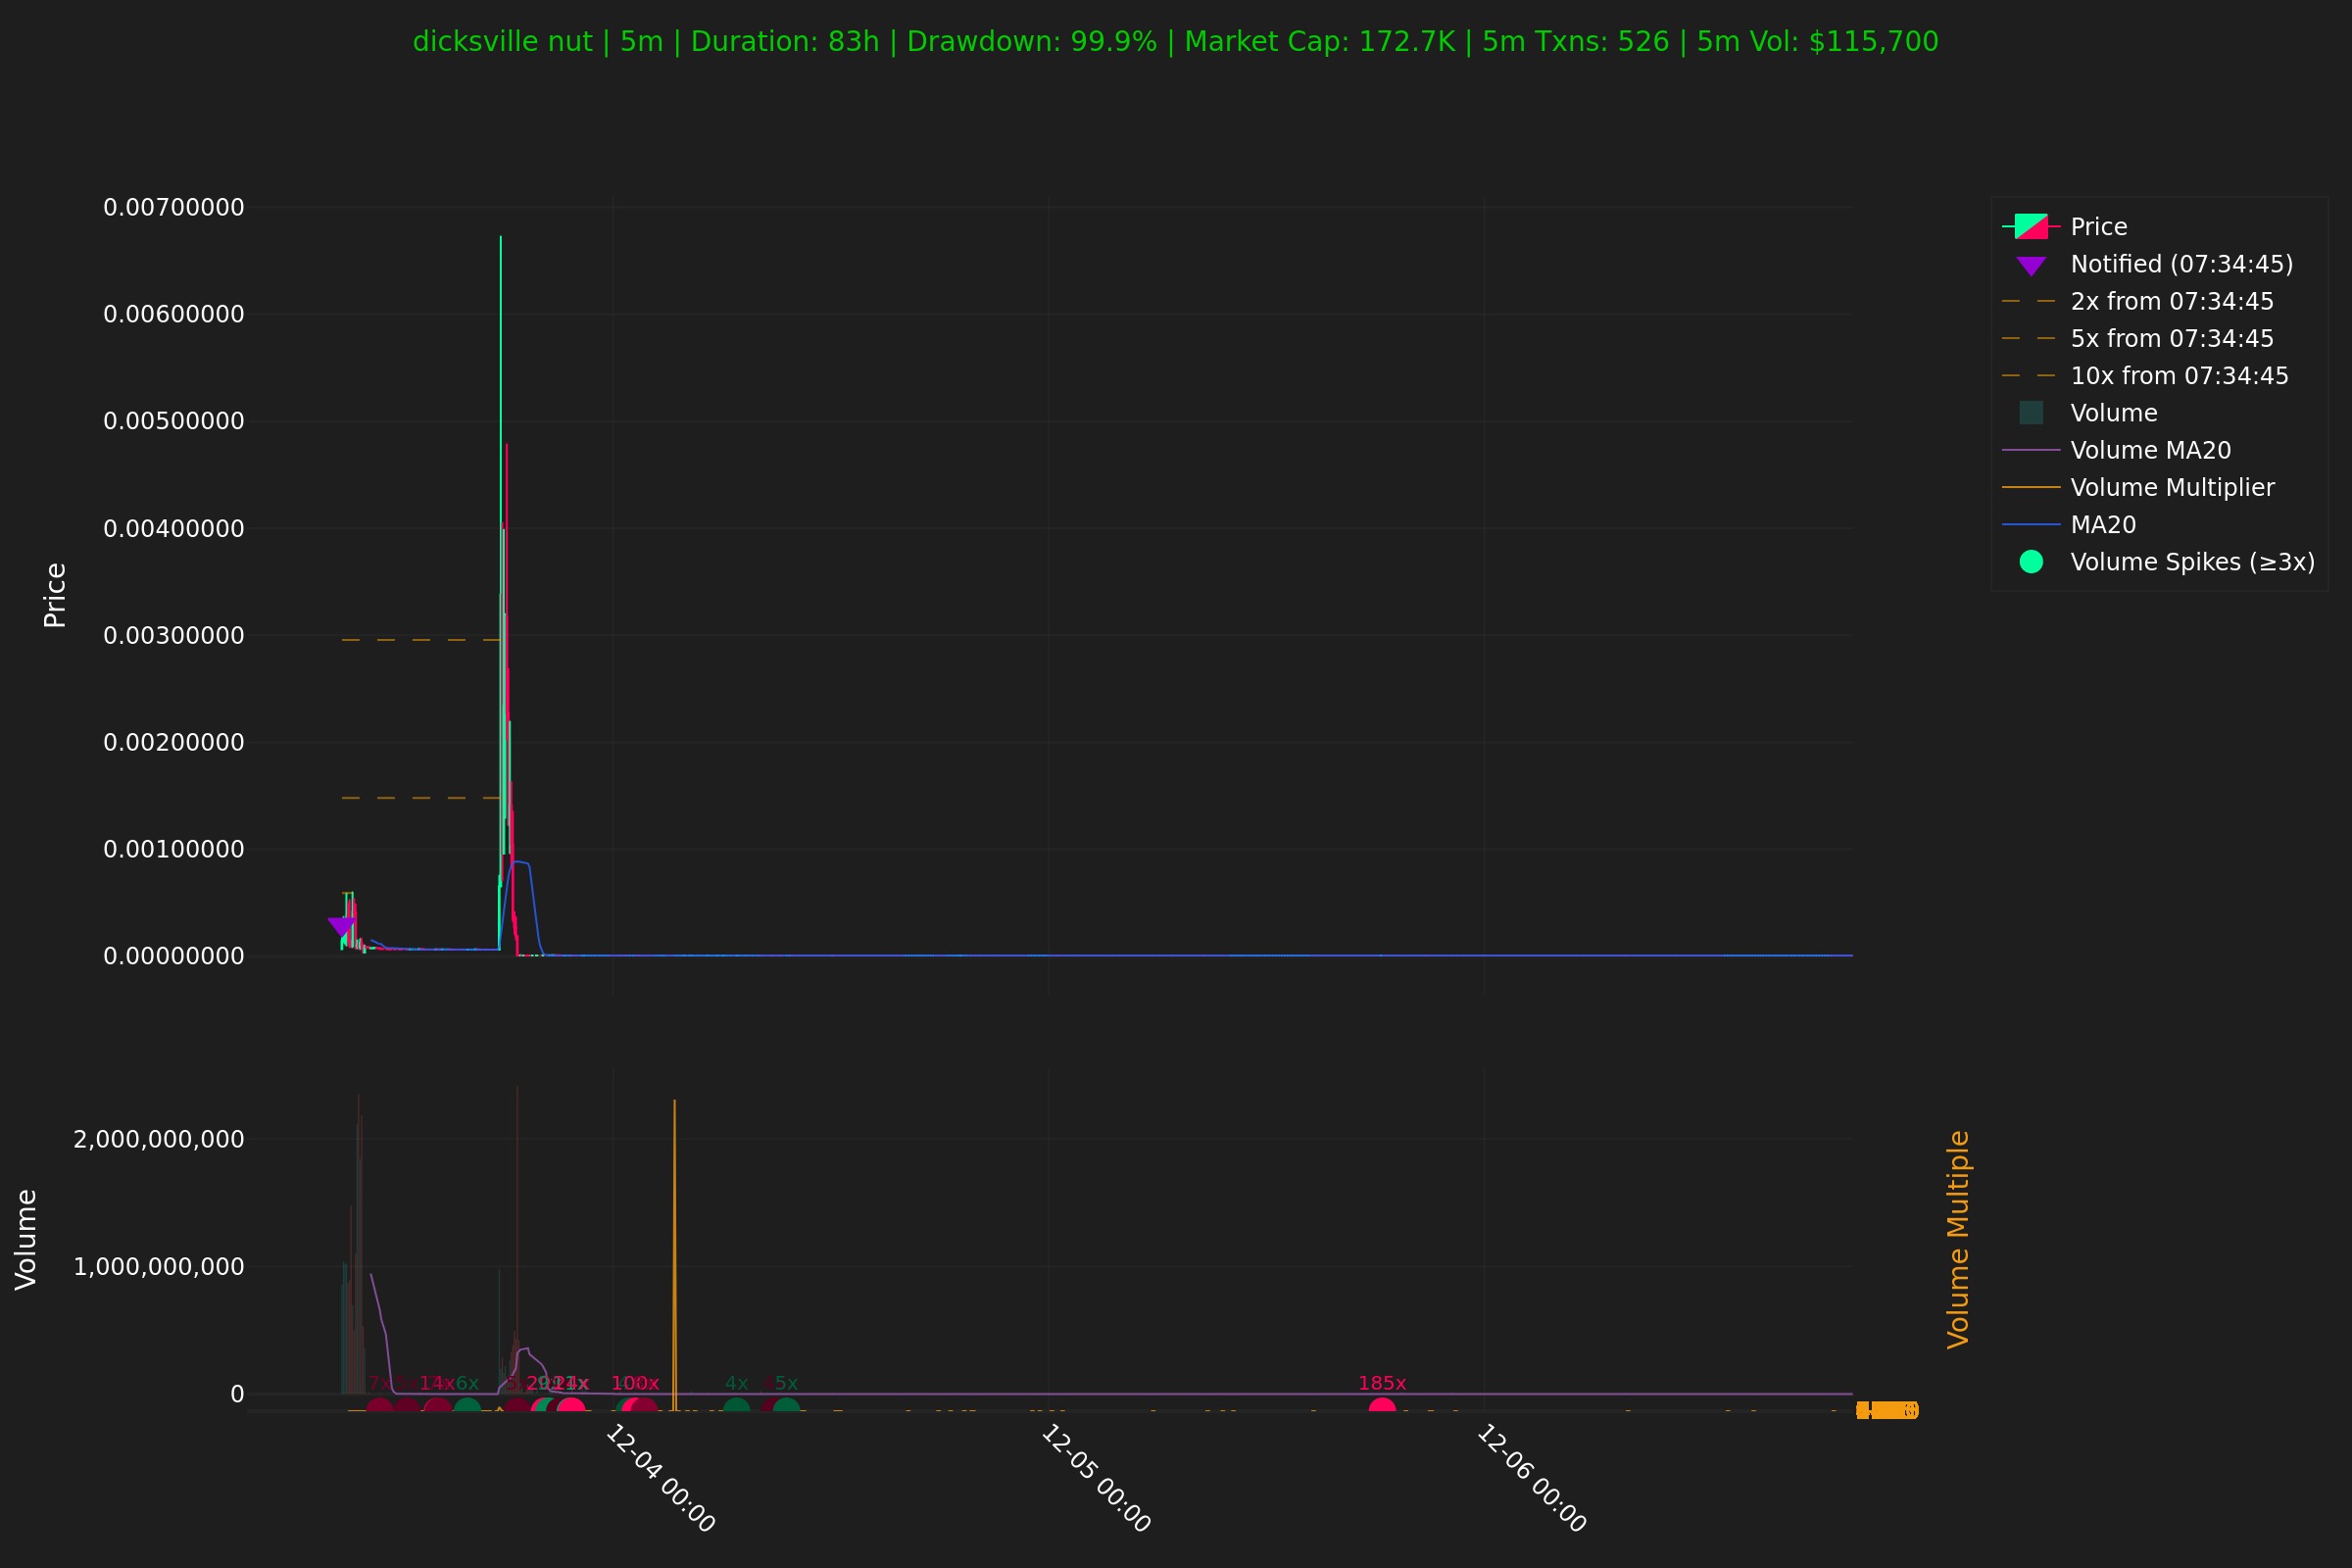 dicksville nut | 5m | Duration: 83h | Drawdown: 99.9% | Market Cap: 172.7K | 5m Txns: 526 | 5m Vol: $115,700
Price
0.00700000
0.00600000
0.00500000
0.00400000
0.00300000
0.00200000
0.00100000
0.00000000
Price
Notified (07:34:45)
2x from 07:34:45
5x from 07:34:45
10x from 07:34:45
Volume
Volume MA20
Volume Multiplier
MA20
Volume Spikes (≥3x)
Volume
2,000,000,000
1,000,000,000
0
7x
14x
6x
24x
100x
4x
5x
185x
Volume Multiple
12-04 00:00
12-05 00:00
12-06 00:00